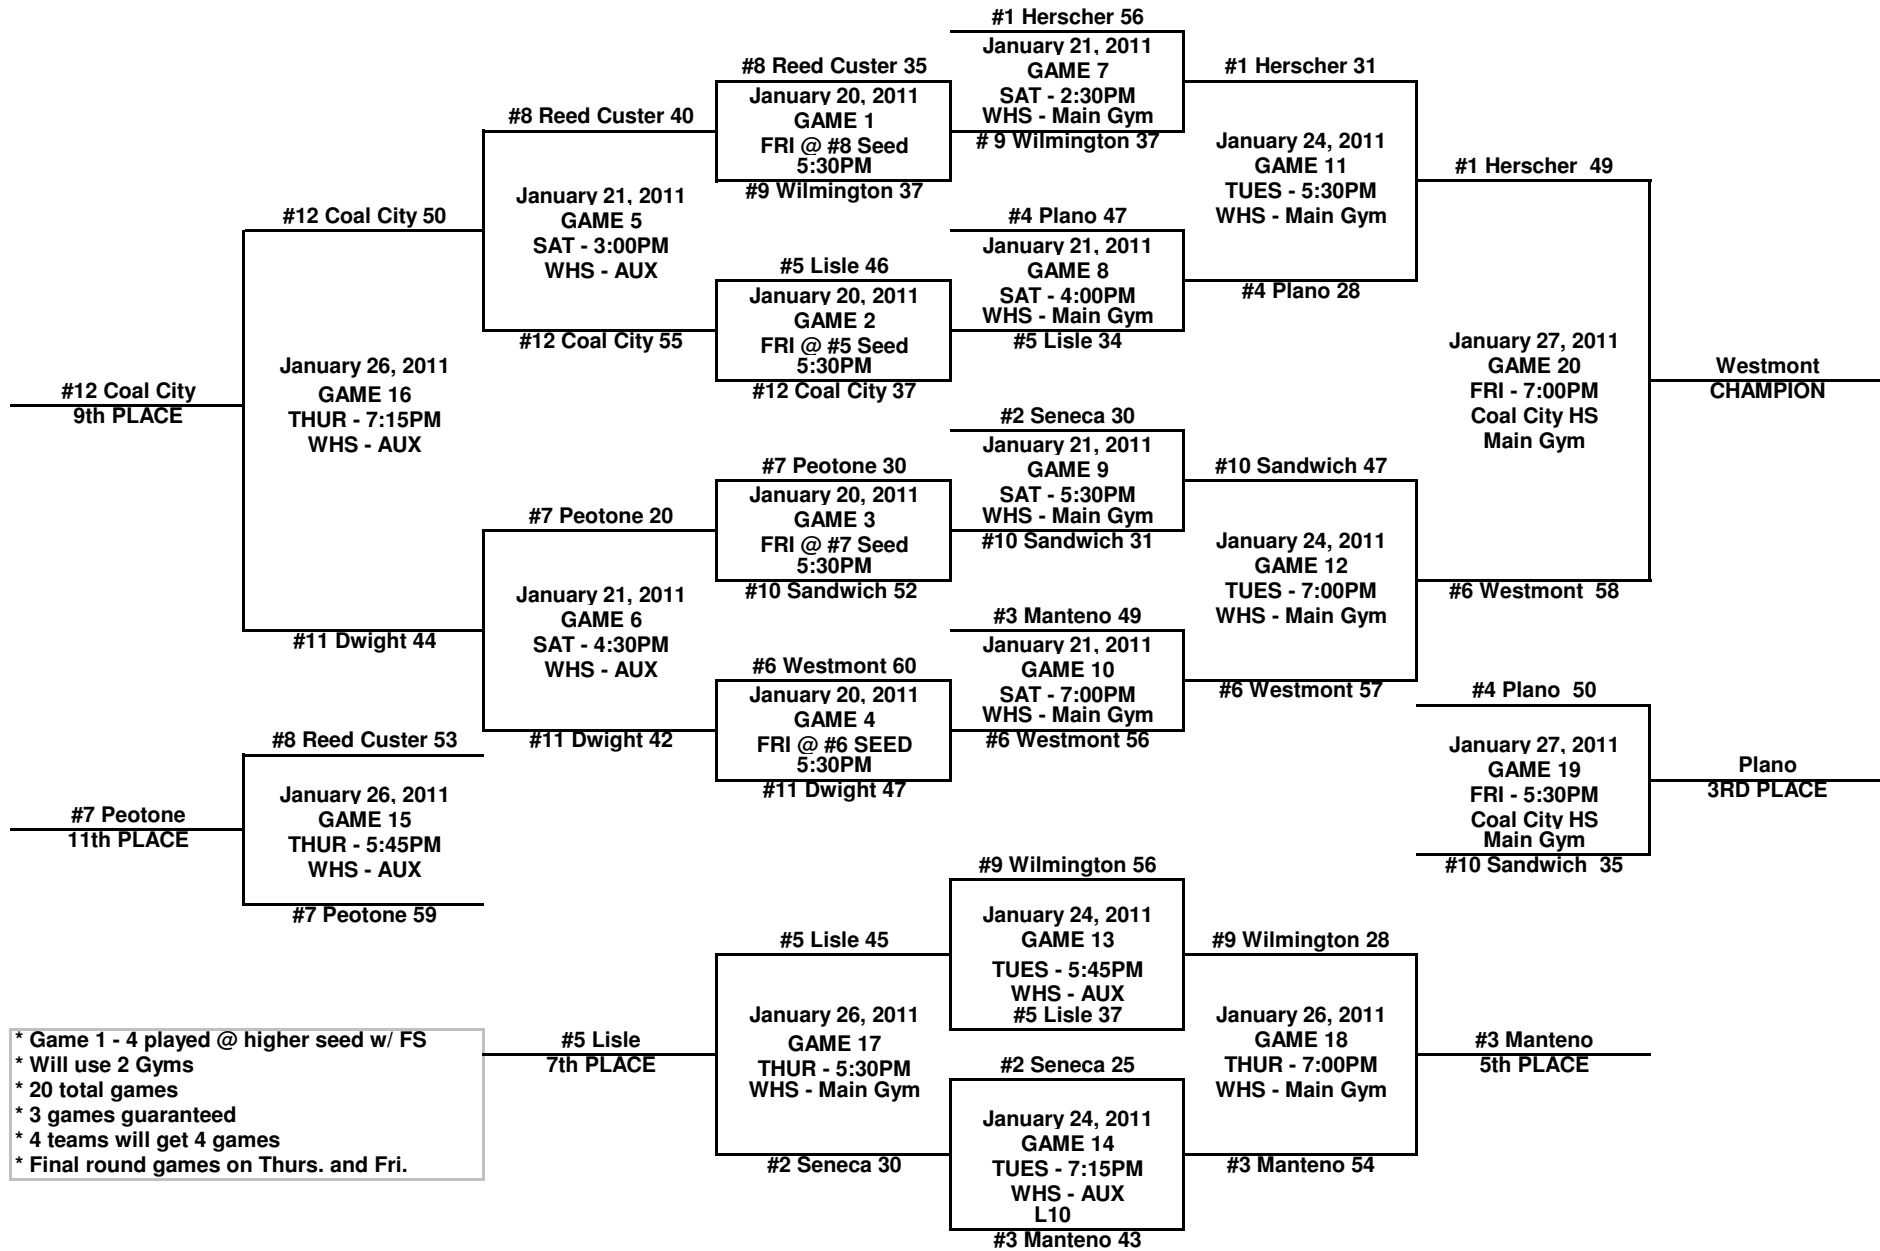 #1 Herscher 56
January 21, 2011
GAME 7
SAT - 2:30PM
WHS - Main Gym
# 9 Wilmington 37
#8 Reed Custer 35
January 20, 2011
GAME 1
FRI @ #8 Seed
5:30PM
#9 Wilmington 37
#1 Herscher 31
January 24, 2011
GAME 11
TUES - 5:30PM
WHS - Main Gym
#4 Plano 28
#8 Reed Custer 40
January 21, 2011
GAME 5
SAT - 3:00PM
WHS - AUX
#12 Coal City 55
#1 Herscher  49
January 27, 2011
GAME 20
FRI - 7:00PM
Coal City HS
Main Gym
#6 Westmont  58
#12 Coal City 50
January 26, 2011
GAME 16
THUR - 7:15PM
WHS - AUX
#11 Dwight 44
#4 Plano 47
January 21, 2011
GAME 8
SAT - 4:00PM
WHS - Main Gym
#5 Lisle 34
#5 Lisle 46
January 20, 2011
GAME 2
FRI @ #5 Seed
5:30PM
#12 Coal City 37
#12 Coal City
9th PLACE
Westmont
CHAMPION
#2 Seneca 30
January 21, 2011
GAME 9
SAT - 5:30PM
WHS - Main Gym
#10 Sandwich 31
#7 Peotone 30
January 20, 2011
GAME 3
FRI @ #7 Seed
5:30PM
#10 Sandwich 52
#10 Sandwich 47
January 24, 2011
GAME 12
TUES - 7:00PM
WHS - Main Gym
#6 Westmont 57
#7 Peotone 20
January 21, 2011
GAME 6
SAT - 4:30PM
WHS - AUX
#11 Dwight 42
#3 Manteno 49
January 21, 2011
GAME 10
SAT - 7:00PM
WHS - Main Gym
#6 Westmont 56
#6 Westmont 60
January 20, 2011
GAME 4
FRI @ #6 SEED
5:30PM
#11 Dwight 47
#4 Plano  50
January 27, 2011
GAME 19
FRI - 5:30PM
Coal City HS
Main Gym
#10 Sandwich  35
Plano
3RD PLACE
#8 Reed Custer 53
January 26, 2011
GAME 15
THUR - 5:45PM
WHS - AUX
#7 Peotone 59
#7 Peotone
11th PLACE
#9 Wilmington 56
January 24, 2011
GAME 13
TUES - 5:45PM
WHS - AUX
#5 Lisle 37
#5 Lisle 45
January 26, 2011
GAME 17
THUR - 5:30PM
WHS - Main Gym
#2 Seneca 30
#9 Wilmington 28
January 26, 2011
GAME 18
THUR - 7:00PM
WHS - Main Gym
#3 Manteno 54
#5 Lisle
7th PLACE
#3 Manteno
5th PLACE
#2 Seneca 25
January 24, 2011
GAME 14
TUES - 7:15PM
WHS - AUX
L10
#3 Manteno 43
* Game 1 - 4 played @ higher seed w/ FS
* Will use 2 Gyms
* 20 total games
* 3 games guaranteed
* 4 teams will get 4 games
* Final round games on Thurs. and Fri.